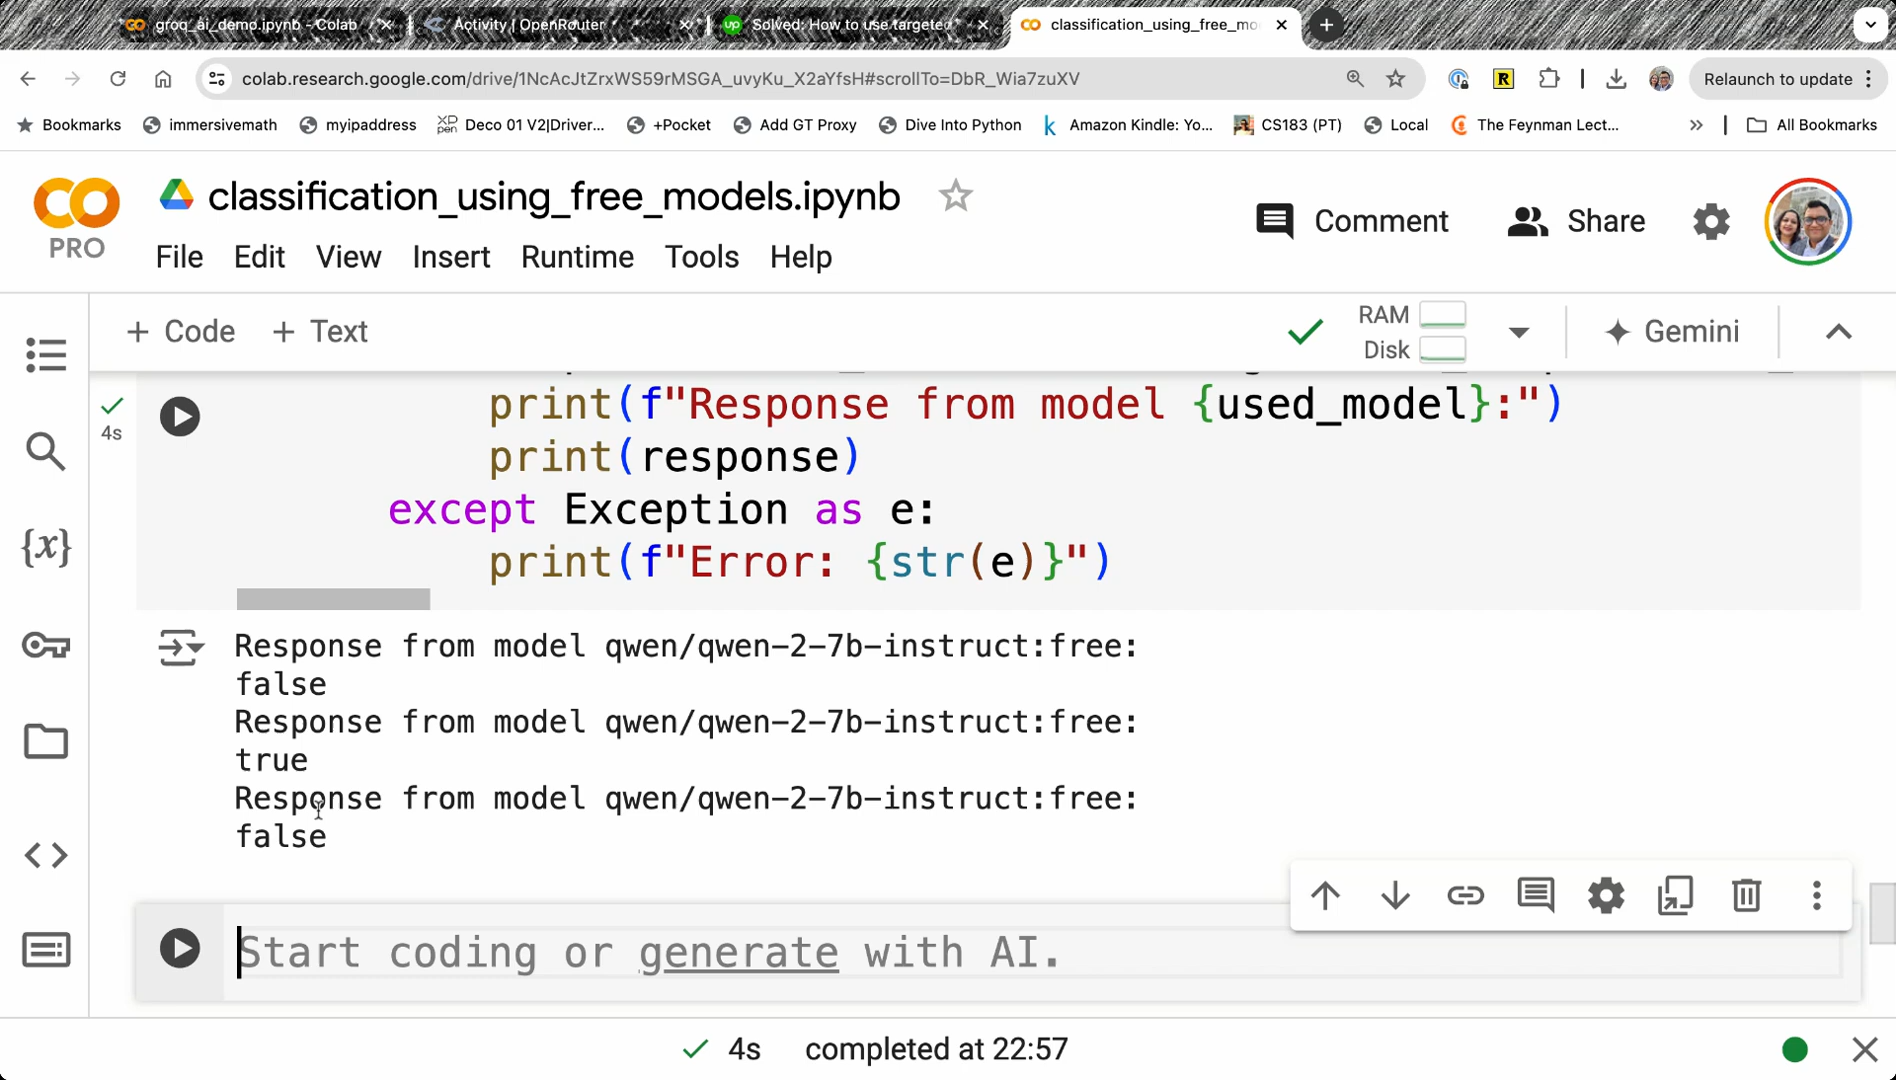 groq_ai_demo.ipynb - Colab
Activity | OpenRouter
Solved: How to use targeted
classification_using_free_mo
colab.research.google.com/drive/1NcAcJtZrxWS59rMSGA_uvyKu_X2aYfsH#scrollTo=DbR_Wia7zuXV
Relaunch to update
Bookmarks
immersivemath
myipaddress
Deco 01 V2|Driver...
+Pocket
Add GT Proxy
Dive Into Python
Amazon Kindle: Yo...
CS183 (PT)
Local
The Feynman Lect...
All Bookmarks
classification_using_free_models.ipynb
PRO
Comment
Share
File Edit View Insert Runtime Tools Help
+ Code + Text
RAM
Disk
Gemini
4s
print(f"Response from model {used_model}:")
print(response)
except Exception as e:
print(f"Error: {str(e)}")
Response from model qwen/qwen-2-7b-instruct:free:
false
Response from model qwen/qwen-2-7b-instruct:free:
true
Response from model qwen/qwen-2-7b-instruct:free:
false
Start coding or generate with AI.
4s completed at 22:57